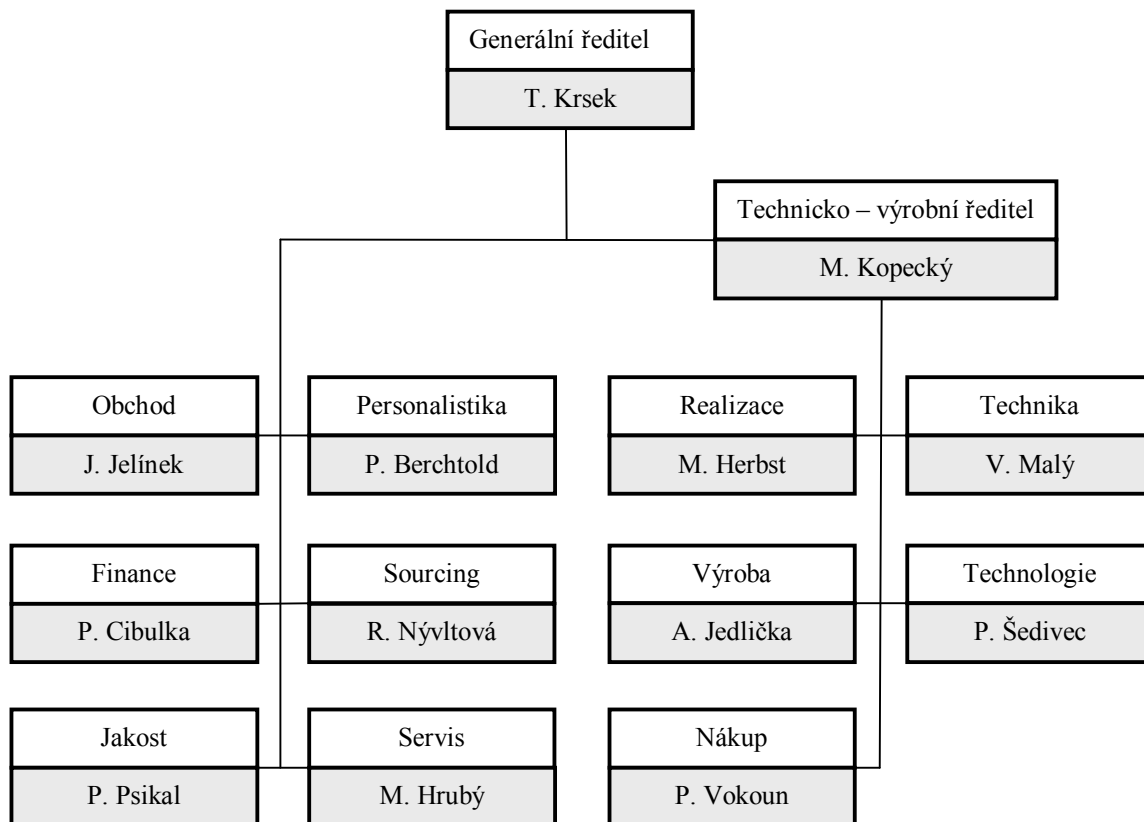 Generální ředitel
T. Krsek
Technicko – výrobní ředitel
M. Kopecký
Obchod
J. Jelínek
Personalistika
P. Berchtold
Realizace
M. Herbst
Technika
V. Malý
Finance
P. Cibulka
Sourcing
R. Nývltová
Výroba
A. Jedlička
Technologie
P. Šedivec
Jakost
P. Psikal
Servis
M. Hrubý
Nákup
P. Vokoun